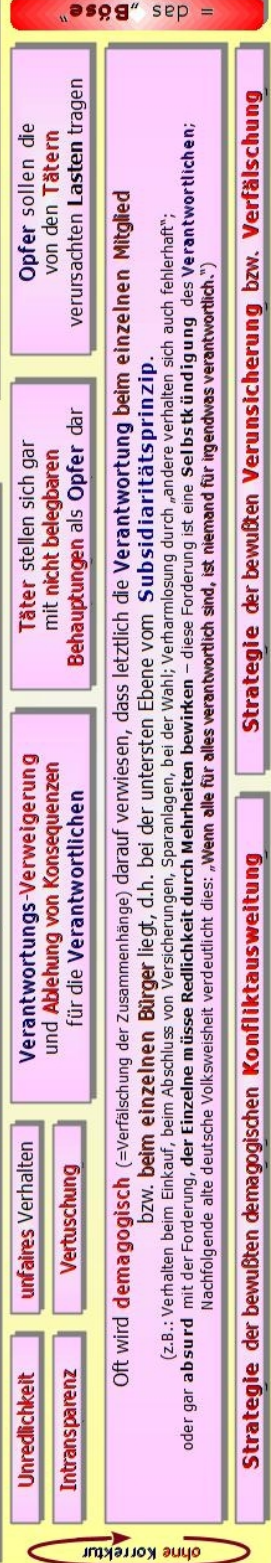 ohne Korrektur
Unredlichkeit
unfaires Verhalten
Intransparenz
Vertuschung
Verantwortungs-Verweigerung
und Ablehung von Konsequenzen
für die Verantwortlichen
Täter stellen sich gar
mit nicht belegbaren
Behauptungen als Opfer dar
Opfer sollen die
von den Tätern
verursachten Lasten tragen
= das „Böse"
Oft wird demagogisch (=Verfälschung der Zusammenhänge) darauf verwiesen, dass letztlich die Verantwortung beim einzelnen Mitglied
bzw. beim einzelnen Bürger liegt, d.h. bei der untersten Ebene vom Subsidiaritätsprinzip.
(z.B.: Verhalten beim Einkauf, beim Abschluss von Versicherungen, Sparanlagen, bei der Wahl; Verharmlosung durch „andere verhalten sich auch fehlerhaft";
oder gar absurd mit der Forderung, der Einzelne müsse Redlichkeit durch Mehrheiten bewirken – diese Forderung ist eine Selbstkündigung des Verantwortlichen;
Nachfolgende alte deutsche Volksweisheit verdeutlicht dies: „Wenn alle für alles verantwortlich sind, ist niemand für irgendwas verantwortlich.")
Strategie der bewußten demagogischen Konfliktausweitung
Strategie der bewußten Verunsicherung bzw. Verfälschung